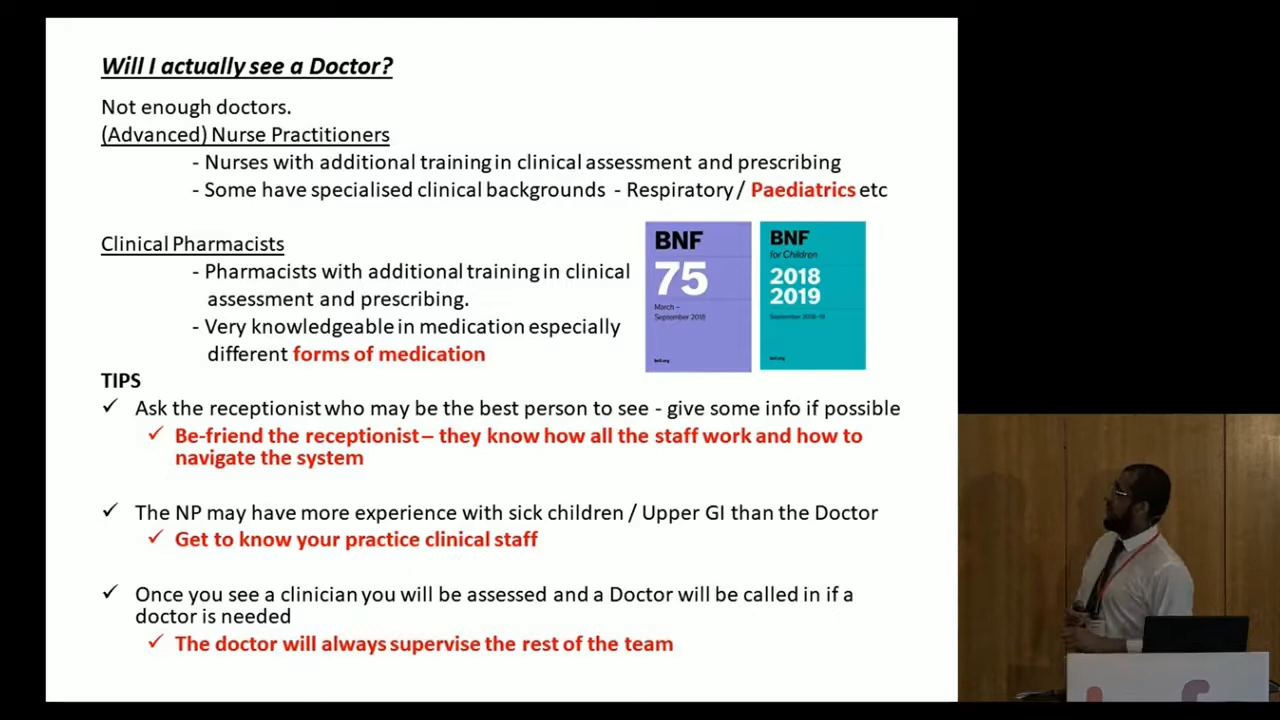 Will I actually see a Doctor?
Not enough doctors.
(Advanced) Nurse Practitioners
- Nurses with additional training in clinical assessment and prescribing
- Some have specialised clinical backgrounds - Respiratory / Paediatrics etc
Clinical Pharmacists
- Pharmacists with additional training in clinical
assessment and prescribing.
- Very knowledgeable in medication especially
different forms of medication
BNF
75
March –
September 2018
bnf.org
BNF
for Children
2018
2019
September 2018-19
bnf.org
TIPS
✓ Ask the receptionist who may be the best person to see - give some info if possible
✓ Be-friend the receptionist – they know how all the staff work and how to
navigate the system
✓ The NP may have more experience with sick children / Upper GI than the Doctor
✓ Get to know your practice clinical staff
✓ Once you see a clinician you will be assessed and a Doctor will be called in if a
doctor is needed
✓ The doctor will always supervise the rest of the team